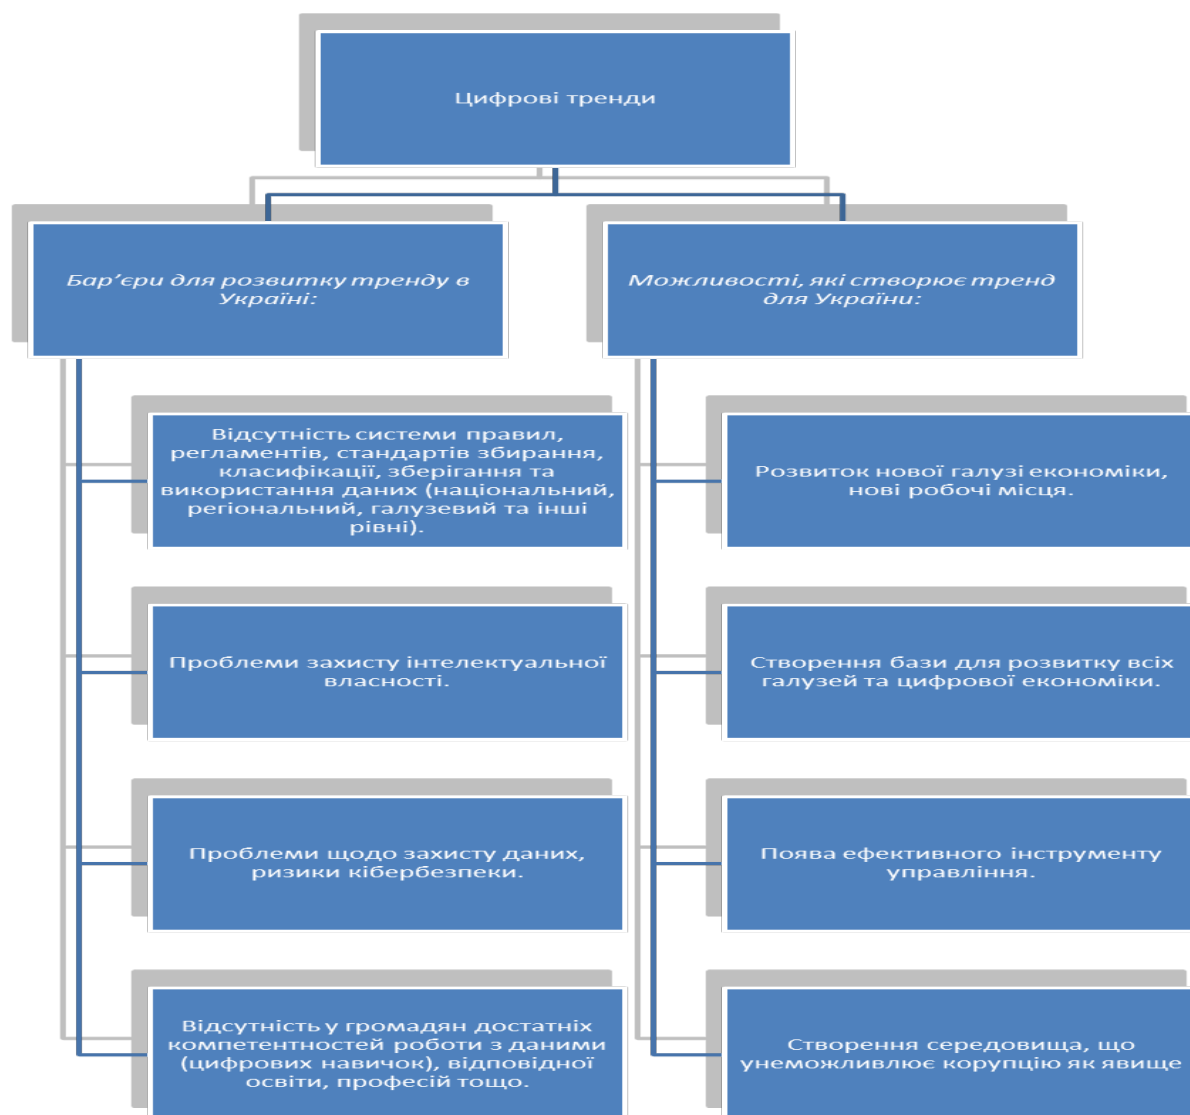 Цифрові тренди
Бар’єри для розвитку тренду в
Україні:
Відсутність системи правил,
регламентів, стандартів збирання,
класифікації, зберігання та
використання даних (національний,
регіональний, галузевий та інші
рівні).
Проблеми захисту інтелектуальної
власності.
Проблеми щодо захисту даних,
ризики кібербезпеки.
Відсутність у громадян достатніх
компетентностей роботи з даними
(цифрових навичок), відповідної
освіти, професій тощо.
Можливості, які створює тренд
для України:
Розвиток нової галузі економіки,
нові робочі місця.
Створення бази для розвитку всіх
галузей та цифрової економіки.
Поява ефективного інструменту
управління.
Створення середовища, що
унеможливлює корупцію як явище